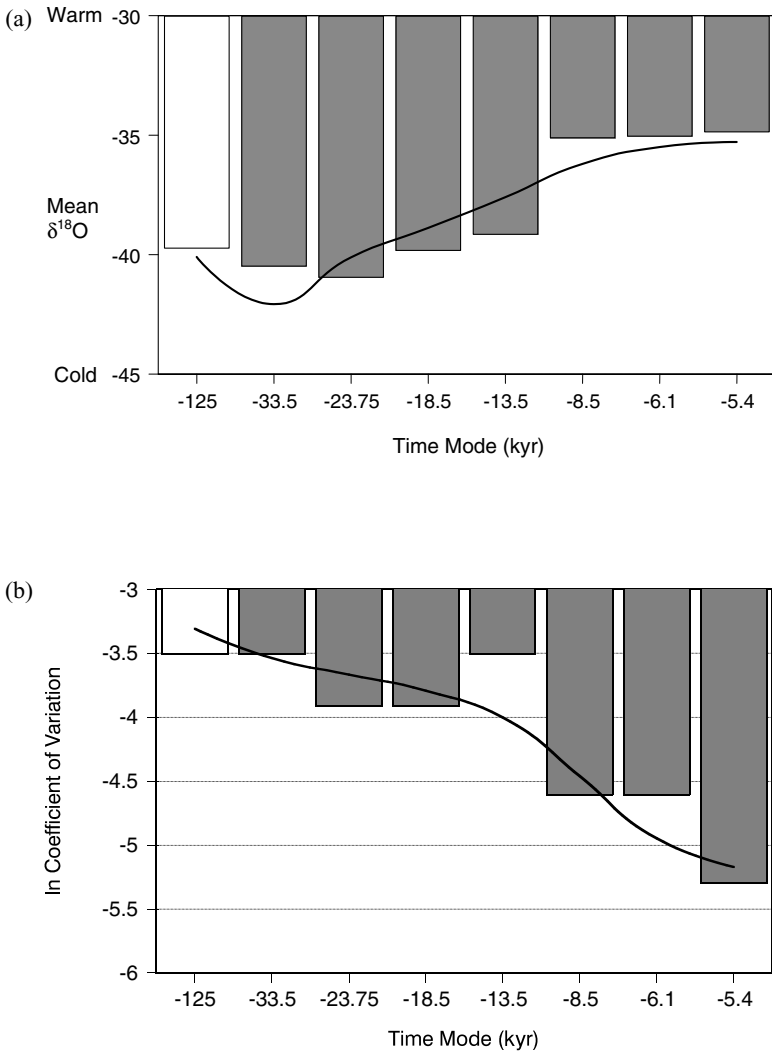 (a)
Warm -30
-35
Mean
δ18O
-40
Cold -45
-125 -33.5 -23.75 -18.5 -13.5 -8.5 -6.1 -5.4
Time Mode (kyr)
(b)
-3
-3.5
-4
-4.5
-5
-5.5
-6
ln Coefficient of Variation
-125 -33.5 -23.75 -18.5 -13.5 -8.5 -6.1 -5.4
Time Mode (kyr)